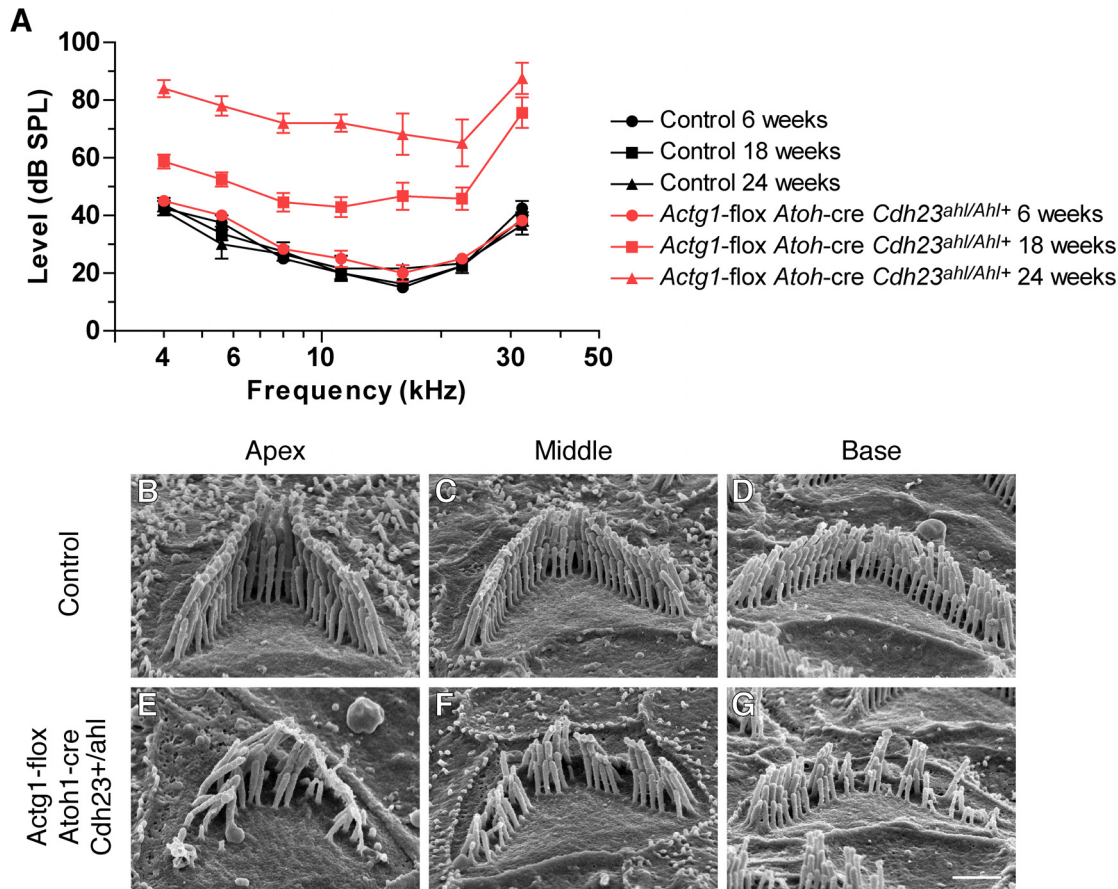 A
100
80
60
40
20
0
Level (dB SPL)
4 6 10 30 50
Frequency (kHz)
Control 6 weeks
Control 18 weeks
Control 24 weeks
Actg1-flox Atoh-cre Cdh23ahl/Ahl+ 6 weeks
Actg1-flox Atoh-cre Cdh23ahl/Ahl+ 18 weeks
Actg1-flox Atoh-cre Cdh23ahl/Ahl+ 24 weeks
Apex Middle Base
Control
B C D
Actg1-flox
Atoh1-cre
Cdh23+/ahl
E F G